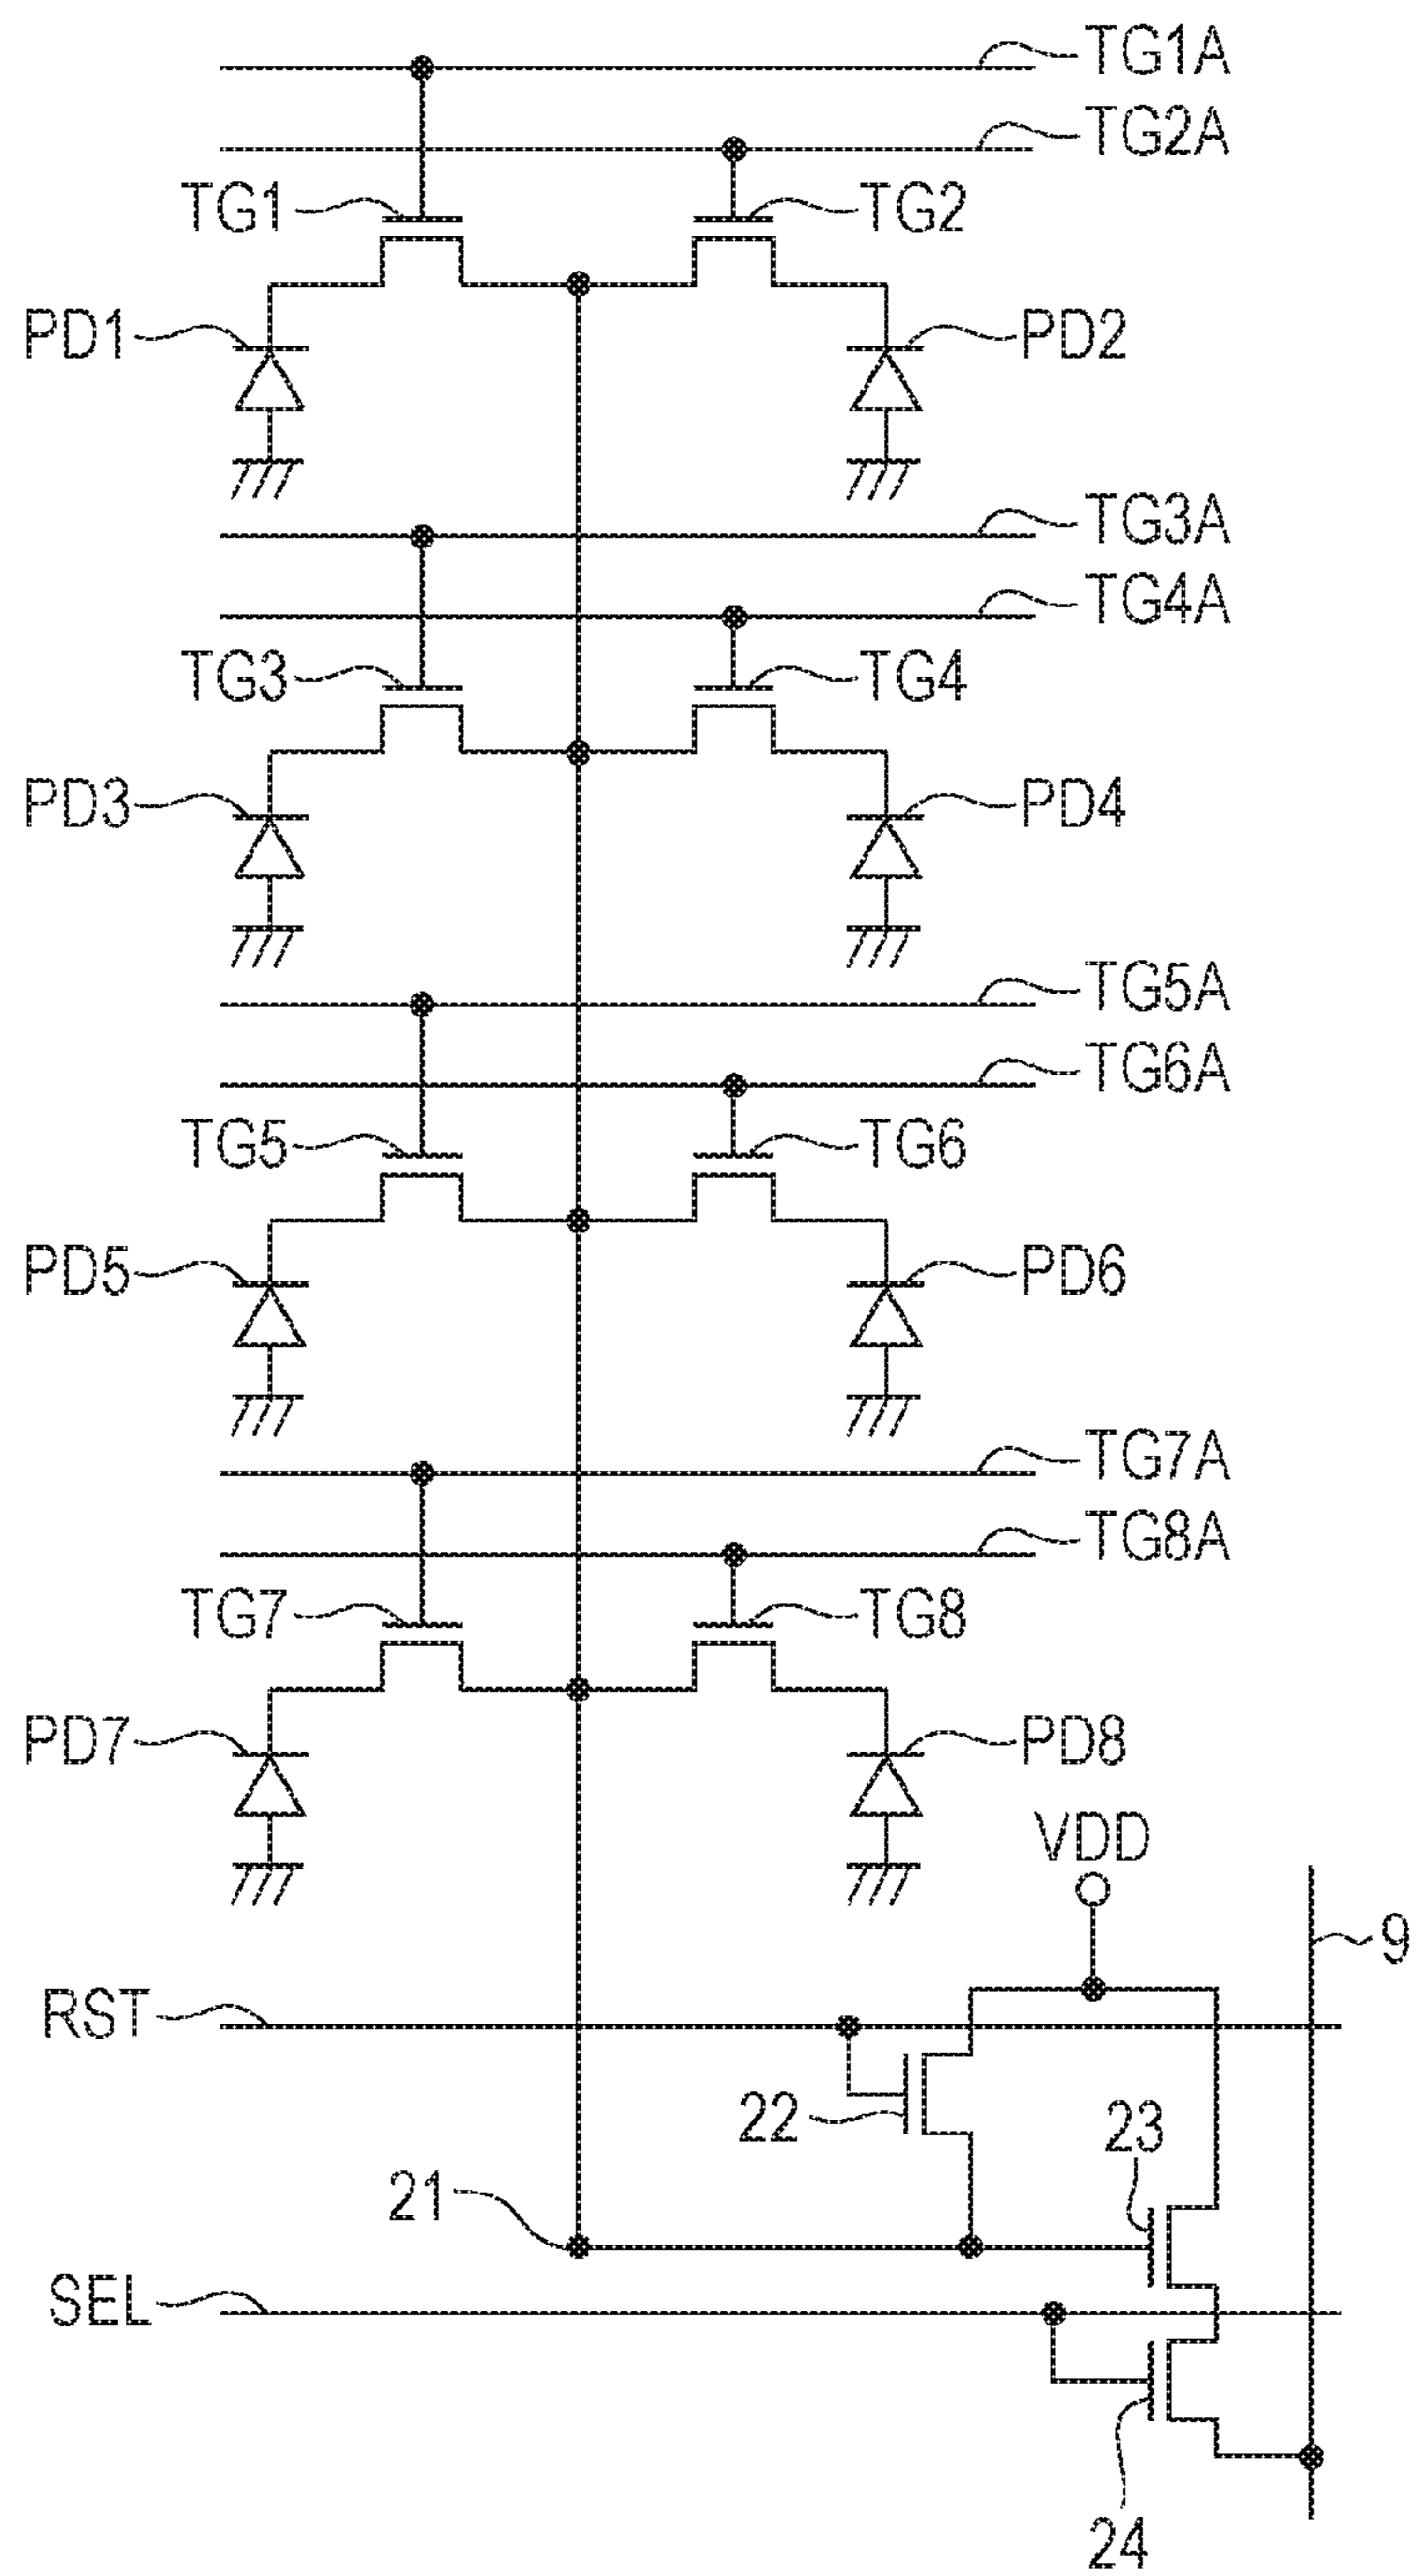 TG1A
TG2A
TG1 TG2
PD1 PD2
TG3A
TG4A
TG3 TG4
PD3 PD4
TG5A
TG6A
TG5 TG6
PD5 PD6
TG7A
TG8A
TG7 TG8
PD7 PD8
VDD
9
RST
22
23
21
SEL
24